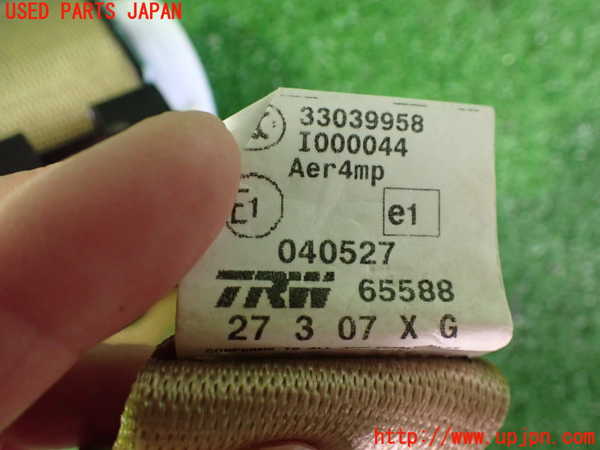 USED PARTS JAPAN
33039958
I000044
Aer4mp
E1
e1
040527
TRW 65588
27 3 07 X G
http://www.upjpn.com/